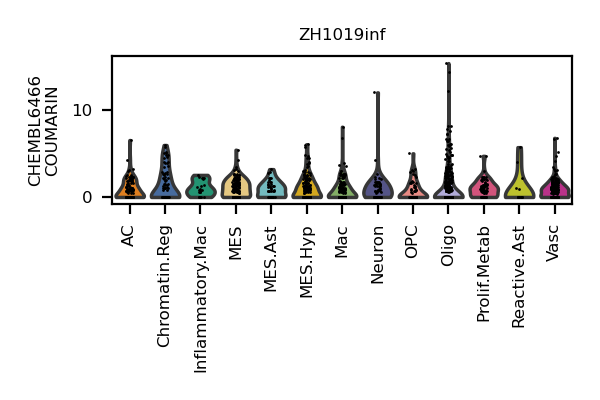 ZH1019inf
CHEMBL6466
COUMARIN
10
0
AC
Chromatin.Reg
Inflammatory.Mac
MES
MES.Ast
MES.Hyp
Mac
Neuron
OPC
Oligo
Prolif.Metab
Reactive.Ast
Vasc